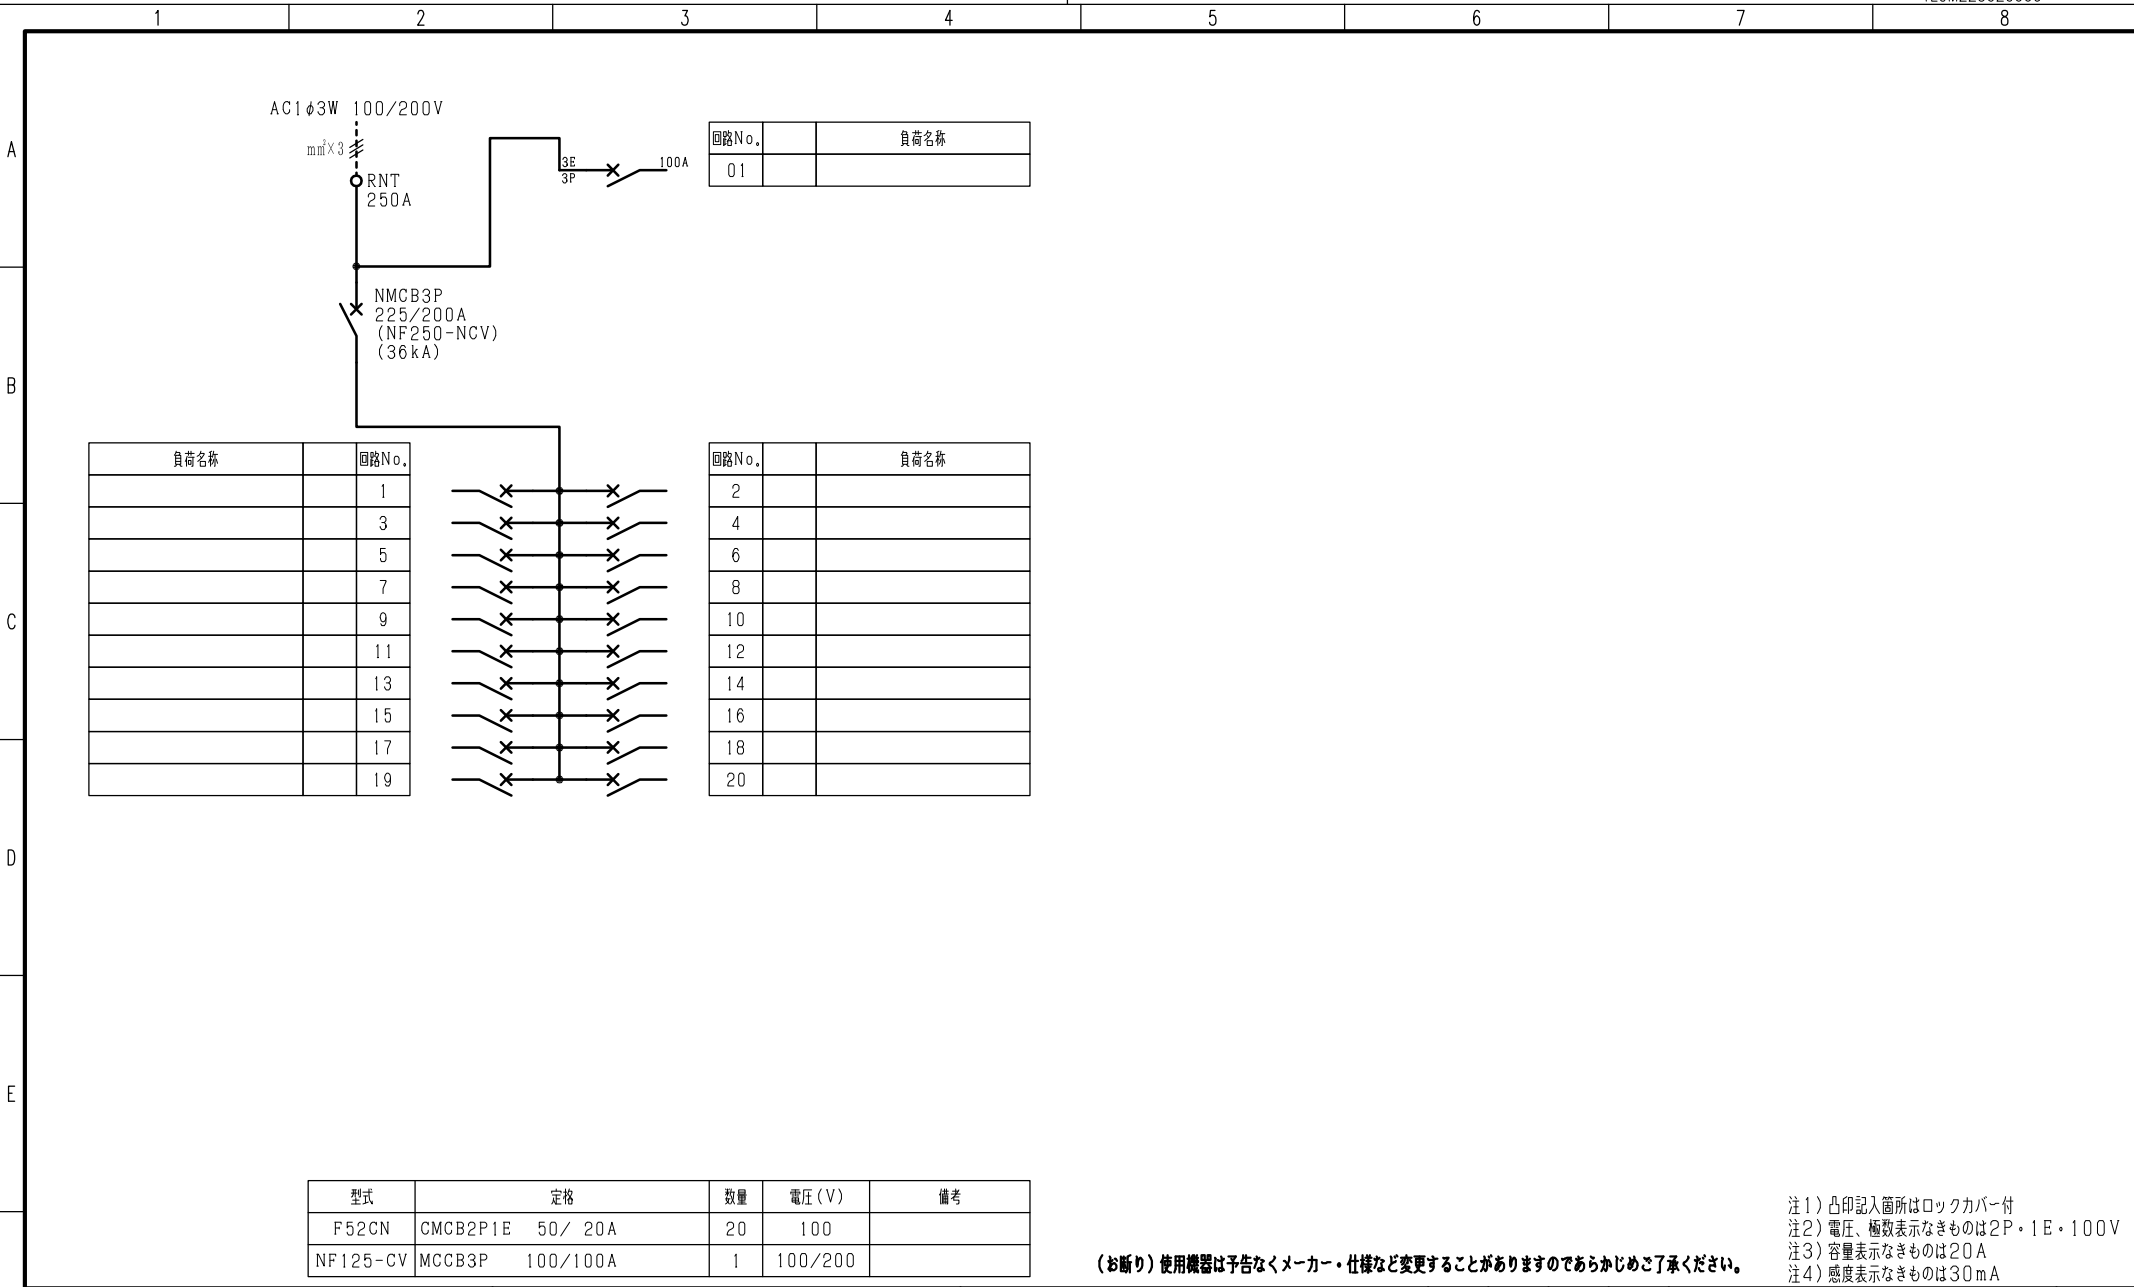 1 2 3 4 5 6 7 8
A
B
C
D
E
AC1φ3W 100/200V
mm²×3
RNT
250A
3E
3P
100A
回路No. 負荷名称
01
NMCB3P
225/200A
(NF250-NCV)
(36kA)
負荷名称 回路No.
1
3
5
7
9
11
13
15
17
19
回路No. 負荷名称
2
4
6
8
10
12
14
16
18
20
型式 定格 数量 電圧(V) 備考
F52CN CMCB2P1E 50/ 20A 20 100
NF125-CV MCCB3P 100/100A 1 100/200
(お断り)使用機器は予告なくメーカー・仕様など変更することがありますのであらかじめご了承ください。
注1)凸印記入箇所はロックカバー付
注2)電圧、極数表示なきものは2P・1E・100V
注3)容量表示なきものは20A
注4)感度表示なきものは30mA